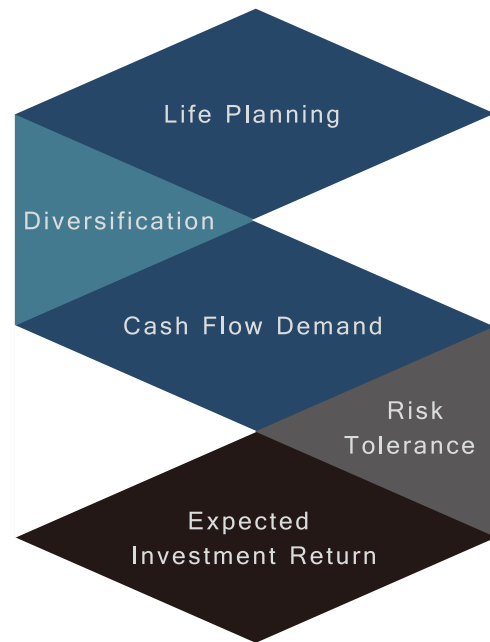 Life Planning
Diversification
Cash Flow Demand
Risk
Tolerance
Expected
Investment Return